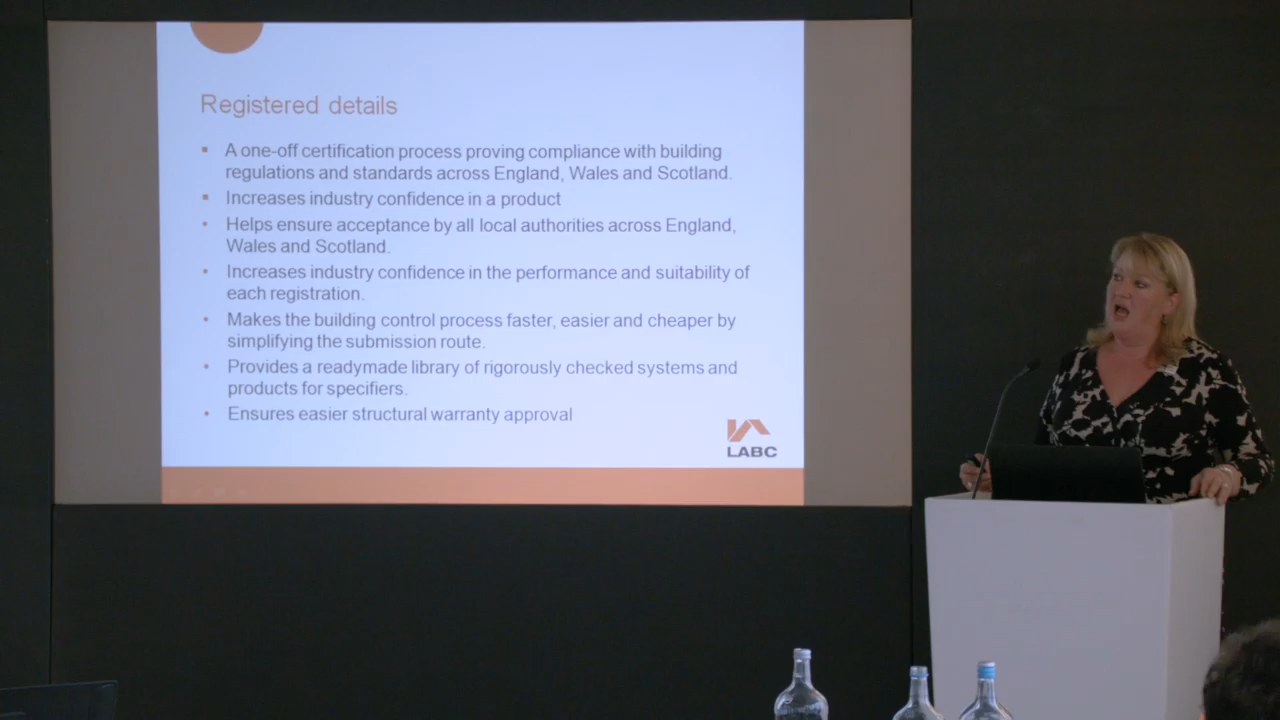 Registered details
▪ A one-off certification process proving compliance with building
regulations and standards across England, Wales and Scotland.
▪ Increases industry confidence in a product
• Helps ensure acceptance by all local authorities across England,
Wales and Scotland.
• Increases industry confidence in the performance and suitability of
each registration.
• Makes the building control process faster, easier and cheaper by
simplifying the submission route.
• Provides a readymade library of rigorously checked systems and
products for specifiers.
• Ensures easier structural warranty approval
LABC